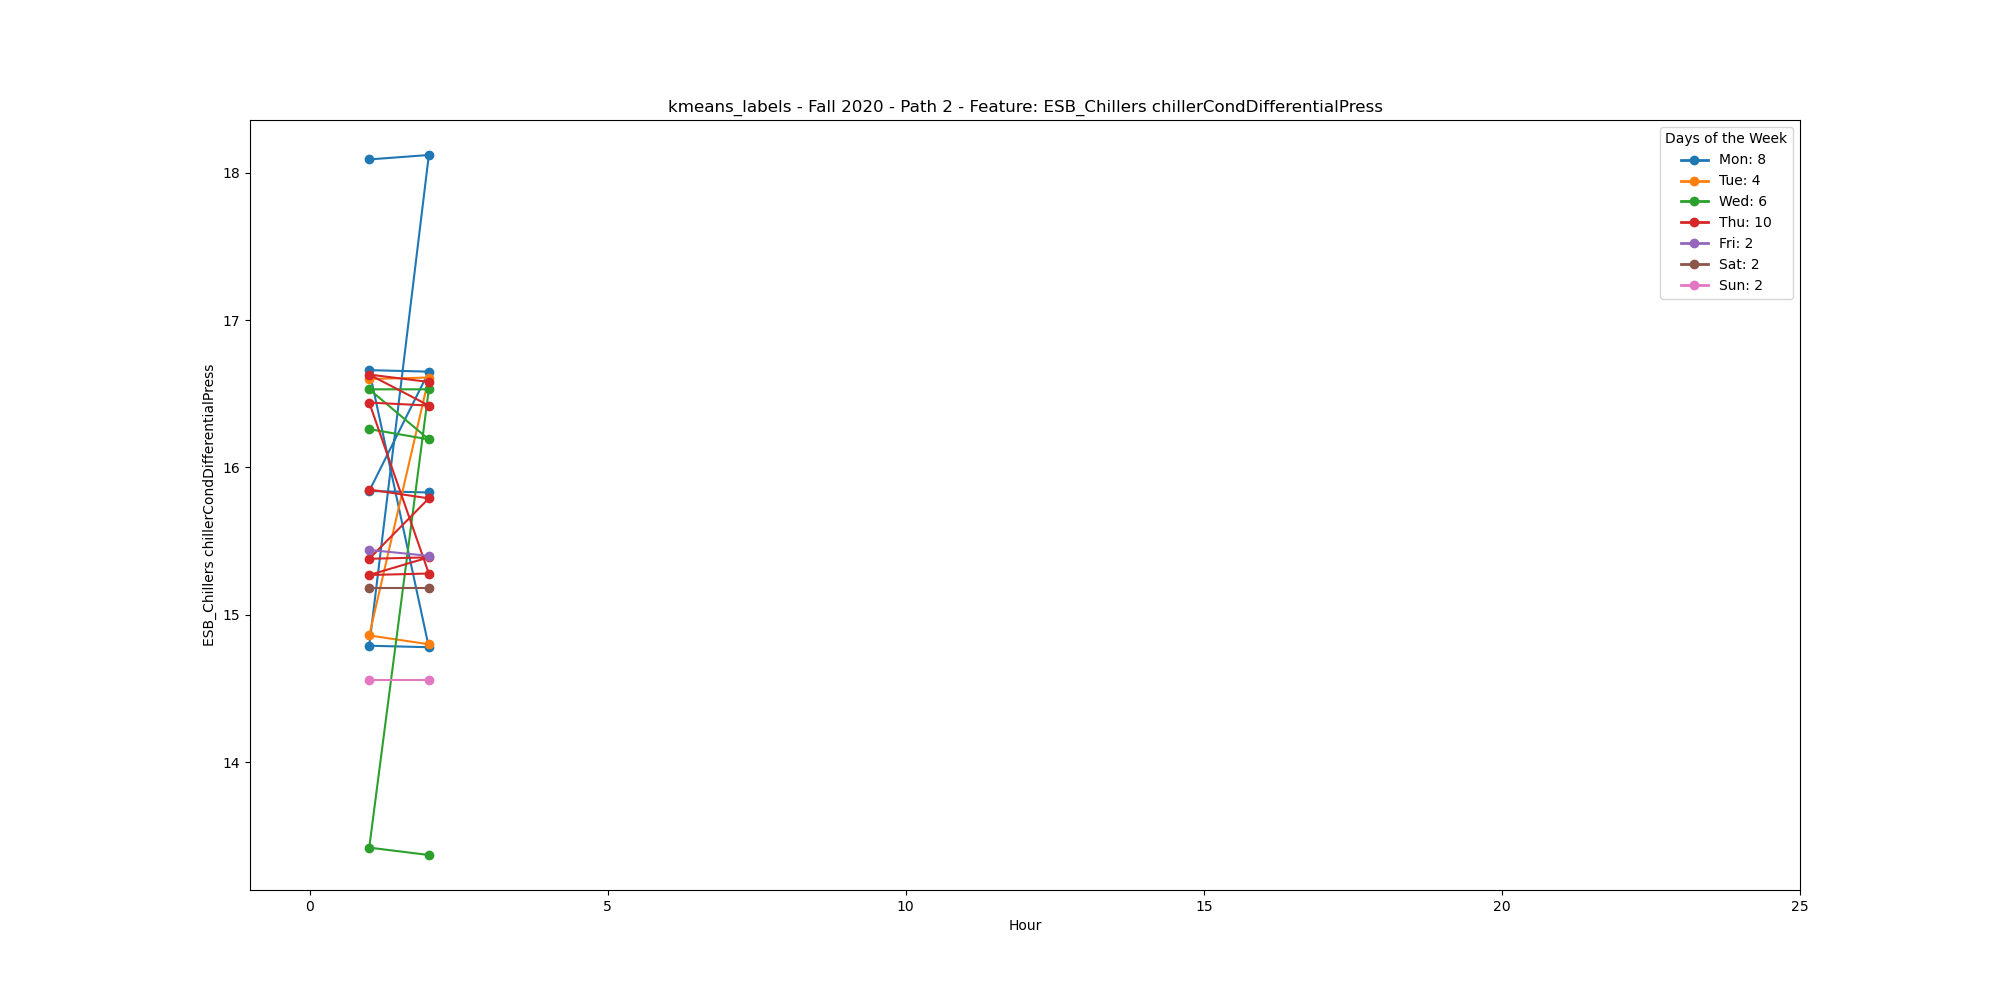 kmeans_labels - Fall 2020 - Path 2 - Feature: ESB_Chillers chillerCondDifferentialPress
Days of the Week
Mon: 8
Tue: 4
Wed: 6
Thu: 10
Fri: 2
Sat: 2
Sun: 2
ESB_Chillers chillerCondDifferentialPress
18
17
16
15
14
0 5 10 15 20 25
Hour